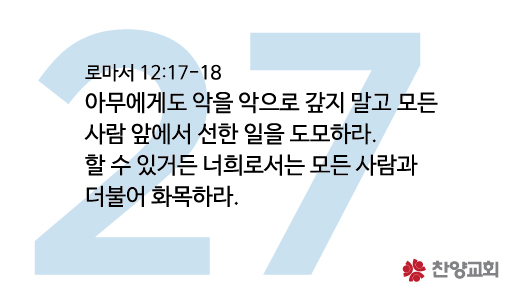 27
로마서 12:17-18
아무에게도 악을 악으로 갚지 말고 모든
사람 앞에서 선한 일을 도모하라.
할 수 있거든 너희로서는 모든 사람과
더불어 화목하라.
찬양교회